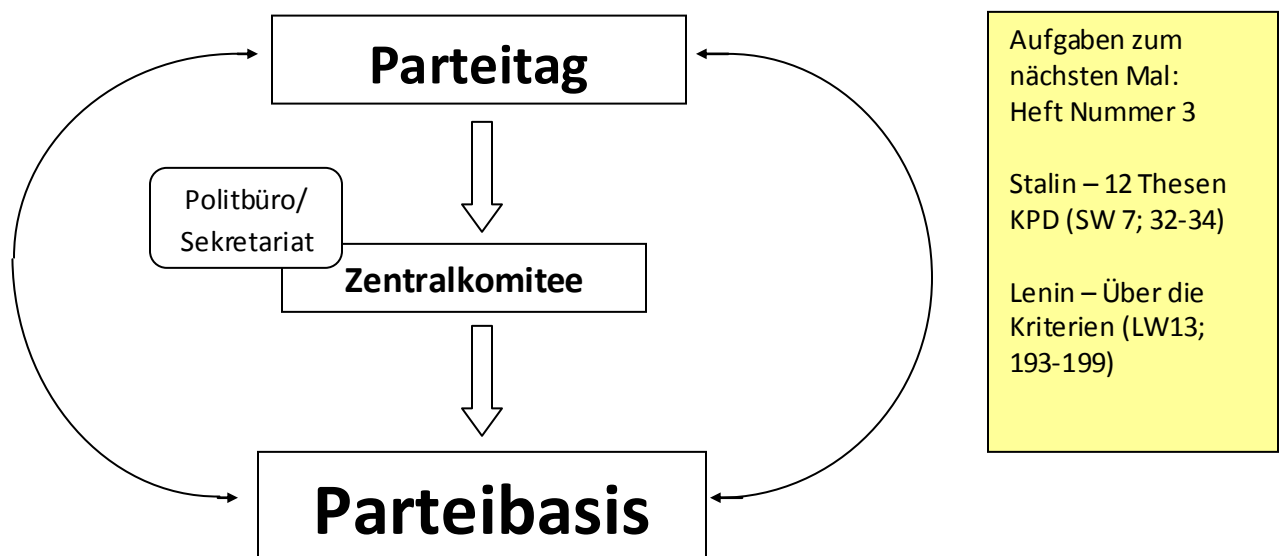 Parteitag
Politbüro/
Sekretariat
Zentralkomitee
Parteibasis
Aufgaben zum
nächsten Mal:
Heft Nummer 3
Stalin – 12 Thesen
KPD (SW 7; 32-34)
Lenin – Über die
Kriterien (LW13;
193-199)